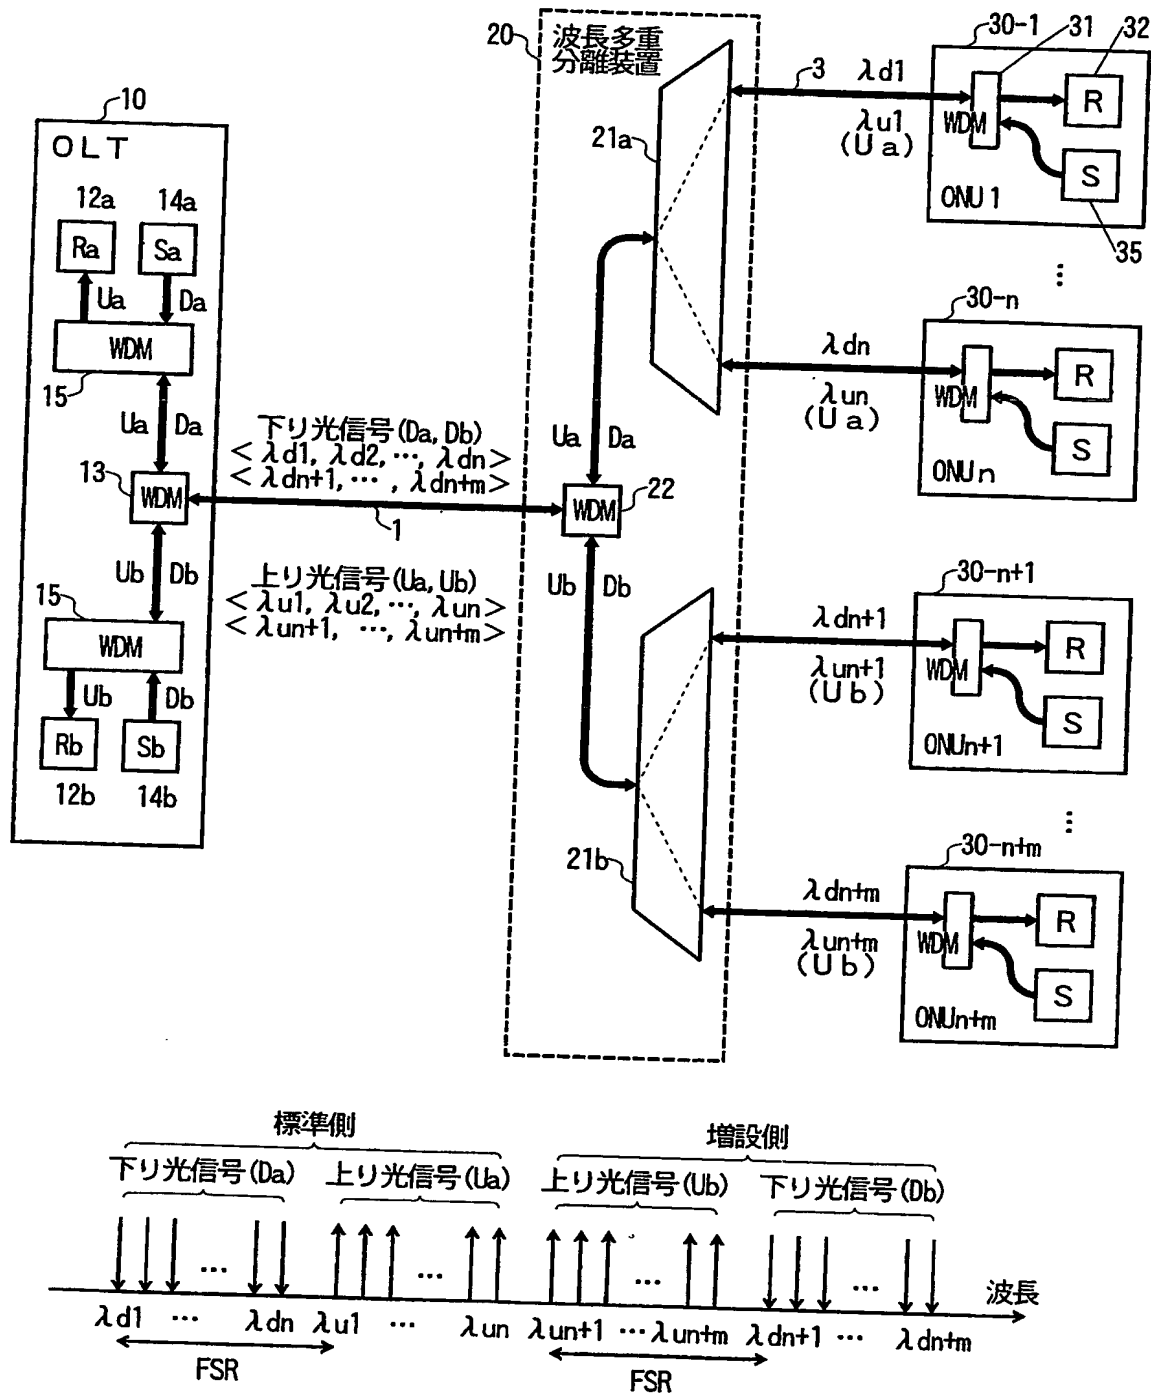 10
OLT
12a
14a
Ra
Sa
Ua
Da
WDM
15
Ua
Da
13
WDM
Ub
Db
15
WDM
Ub
Db
Rb
Sb
12b
14b
下り光信号(Da, Db)
<λd1, λd2, …, λdn>
<λdn+1, … , λdn+m>
1
上り光信号(Ua, Ub)
<λu1, λu2, …, λun>
<λun+1, …, λun+m>
20
波長多重
分離装置
21a
Ua
Da
WDM
22
Ub
Db
21b
3
λd1
λu1
(Ua)
30-1
31
32
WDM
R
S
ONU1
35
⋮
λdn
λun
(Ua)
30-n
WDM
R
S
ONUn
λdn+1
λun+1
(Ub)
30-n+1
WDM
R
S
ONUn+1
⋮
λdn+m
λun+m
(Ub)
30-n+m
WDM
R
S
ONUn+m
標準側
増設側
下り光信号(Da)
上り光信号(Ua)
上り光信号(Ub)
下り光信号(Db)
… … … …
波長
λd1 … λdn λu1 … λun λun+1 … λun+m λdn+1 … λdn+m
FSR
FSR